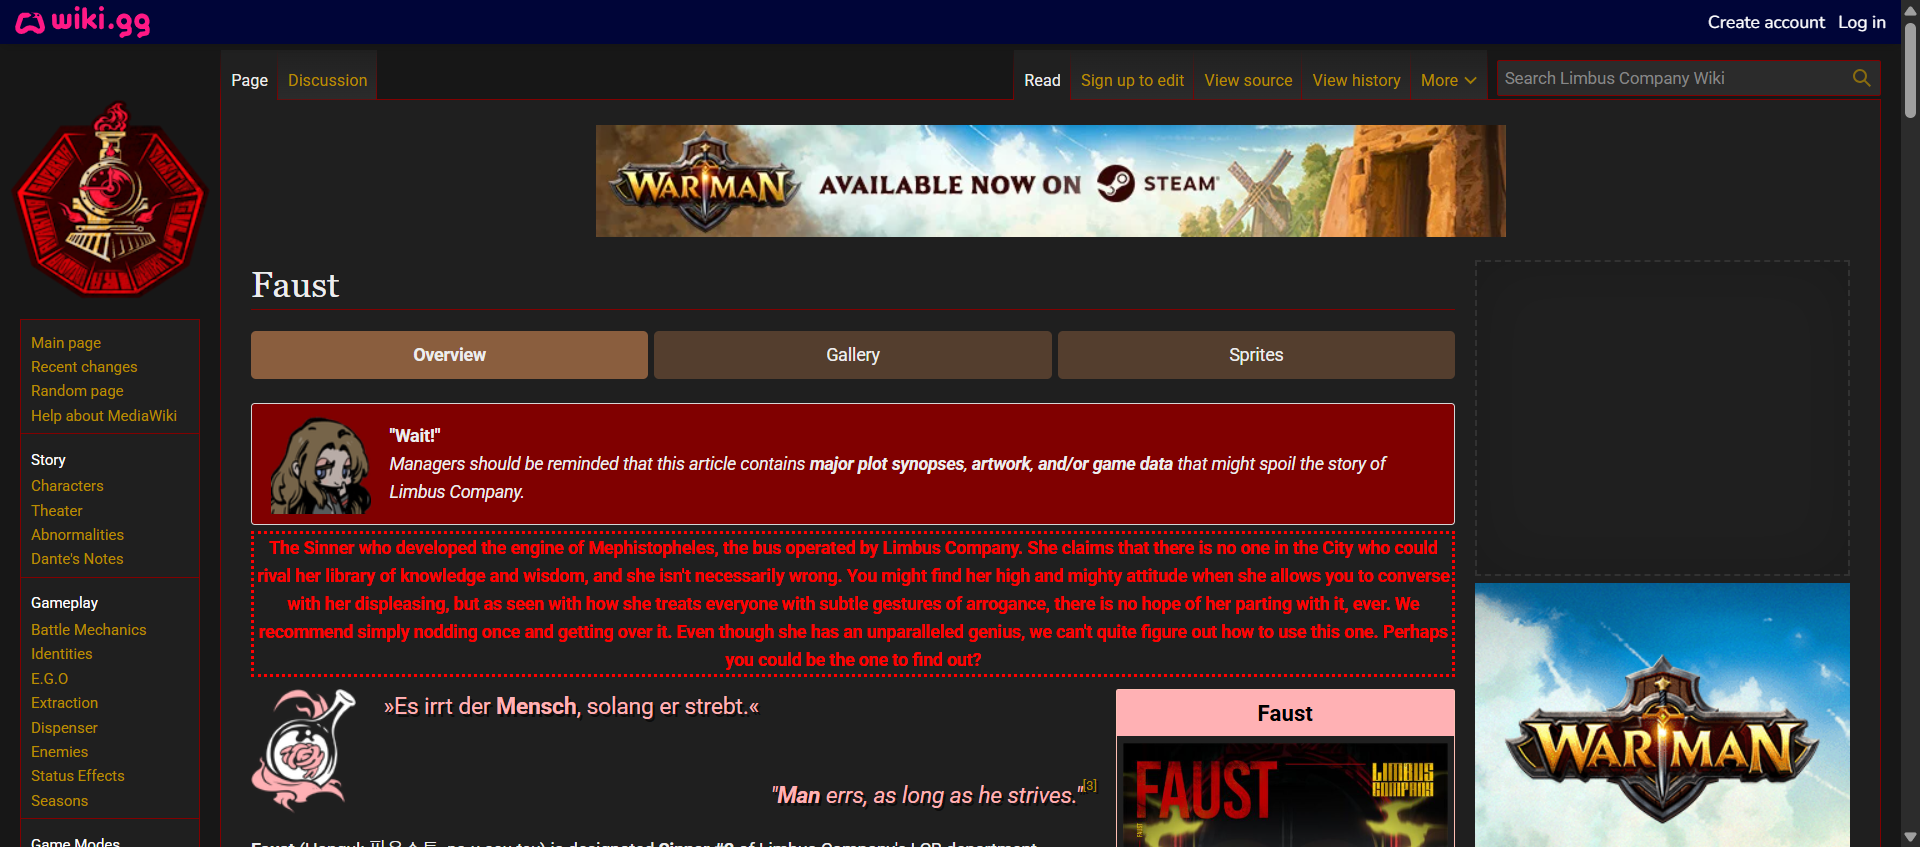 wiki.gg
Create account Log in
Page Discussion
Read Sign up to edit View source View history More
Search Limbus Company Wiki
WARTMAN AVAILABLE NOW ON STEAM
Faust
Overview Gallery Sprites
"Wait!"
Managers should be reminded that this article contains major plot synopses, artwork, and/or game data that might spoil the story of
Limbus Company.
The Sinner who developed the engine of Mephistopheles, the bus operated by Limbus Company. She claims that there is no one in the City who could
rival her library of knowledge and wisdom, and she isn't necessarily wrong. You might find her high and mighty attitude when she allows you to converse
with her displeasing, but as seen with how she treats everyone with subtle gestures of arrogance, there is no hope of her parting with it, ever. We
recommend simply nodding once and getting over it. Even though she has an unparalleled genius, we can't quite figure out how to use this one. Perhaps
you could be the one to find out?
»Es irrt der Mensch, solang er strebt.«
"Man errs, as long as he strives."[3]
Faust
FAUST
LIMBUS
COMPANY
FAUST
WARTMAN
Main page
Recent changes
Random page
Help about MediaWiki
Story
Characters
Theater
Abnormalities
Dante's Notes
Gameplay
Battle Mechanics
Identities
E.G.O
Extraction
Dispenser
Enemies
Status Effects
Seasons
Game Modes